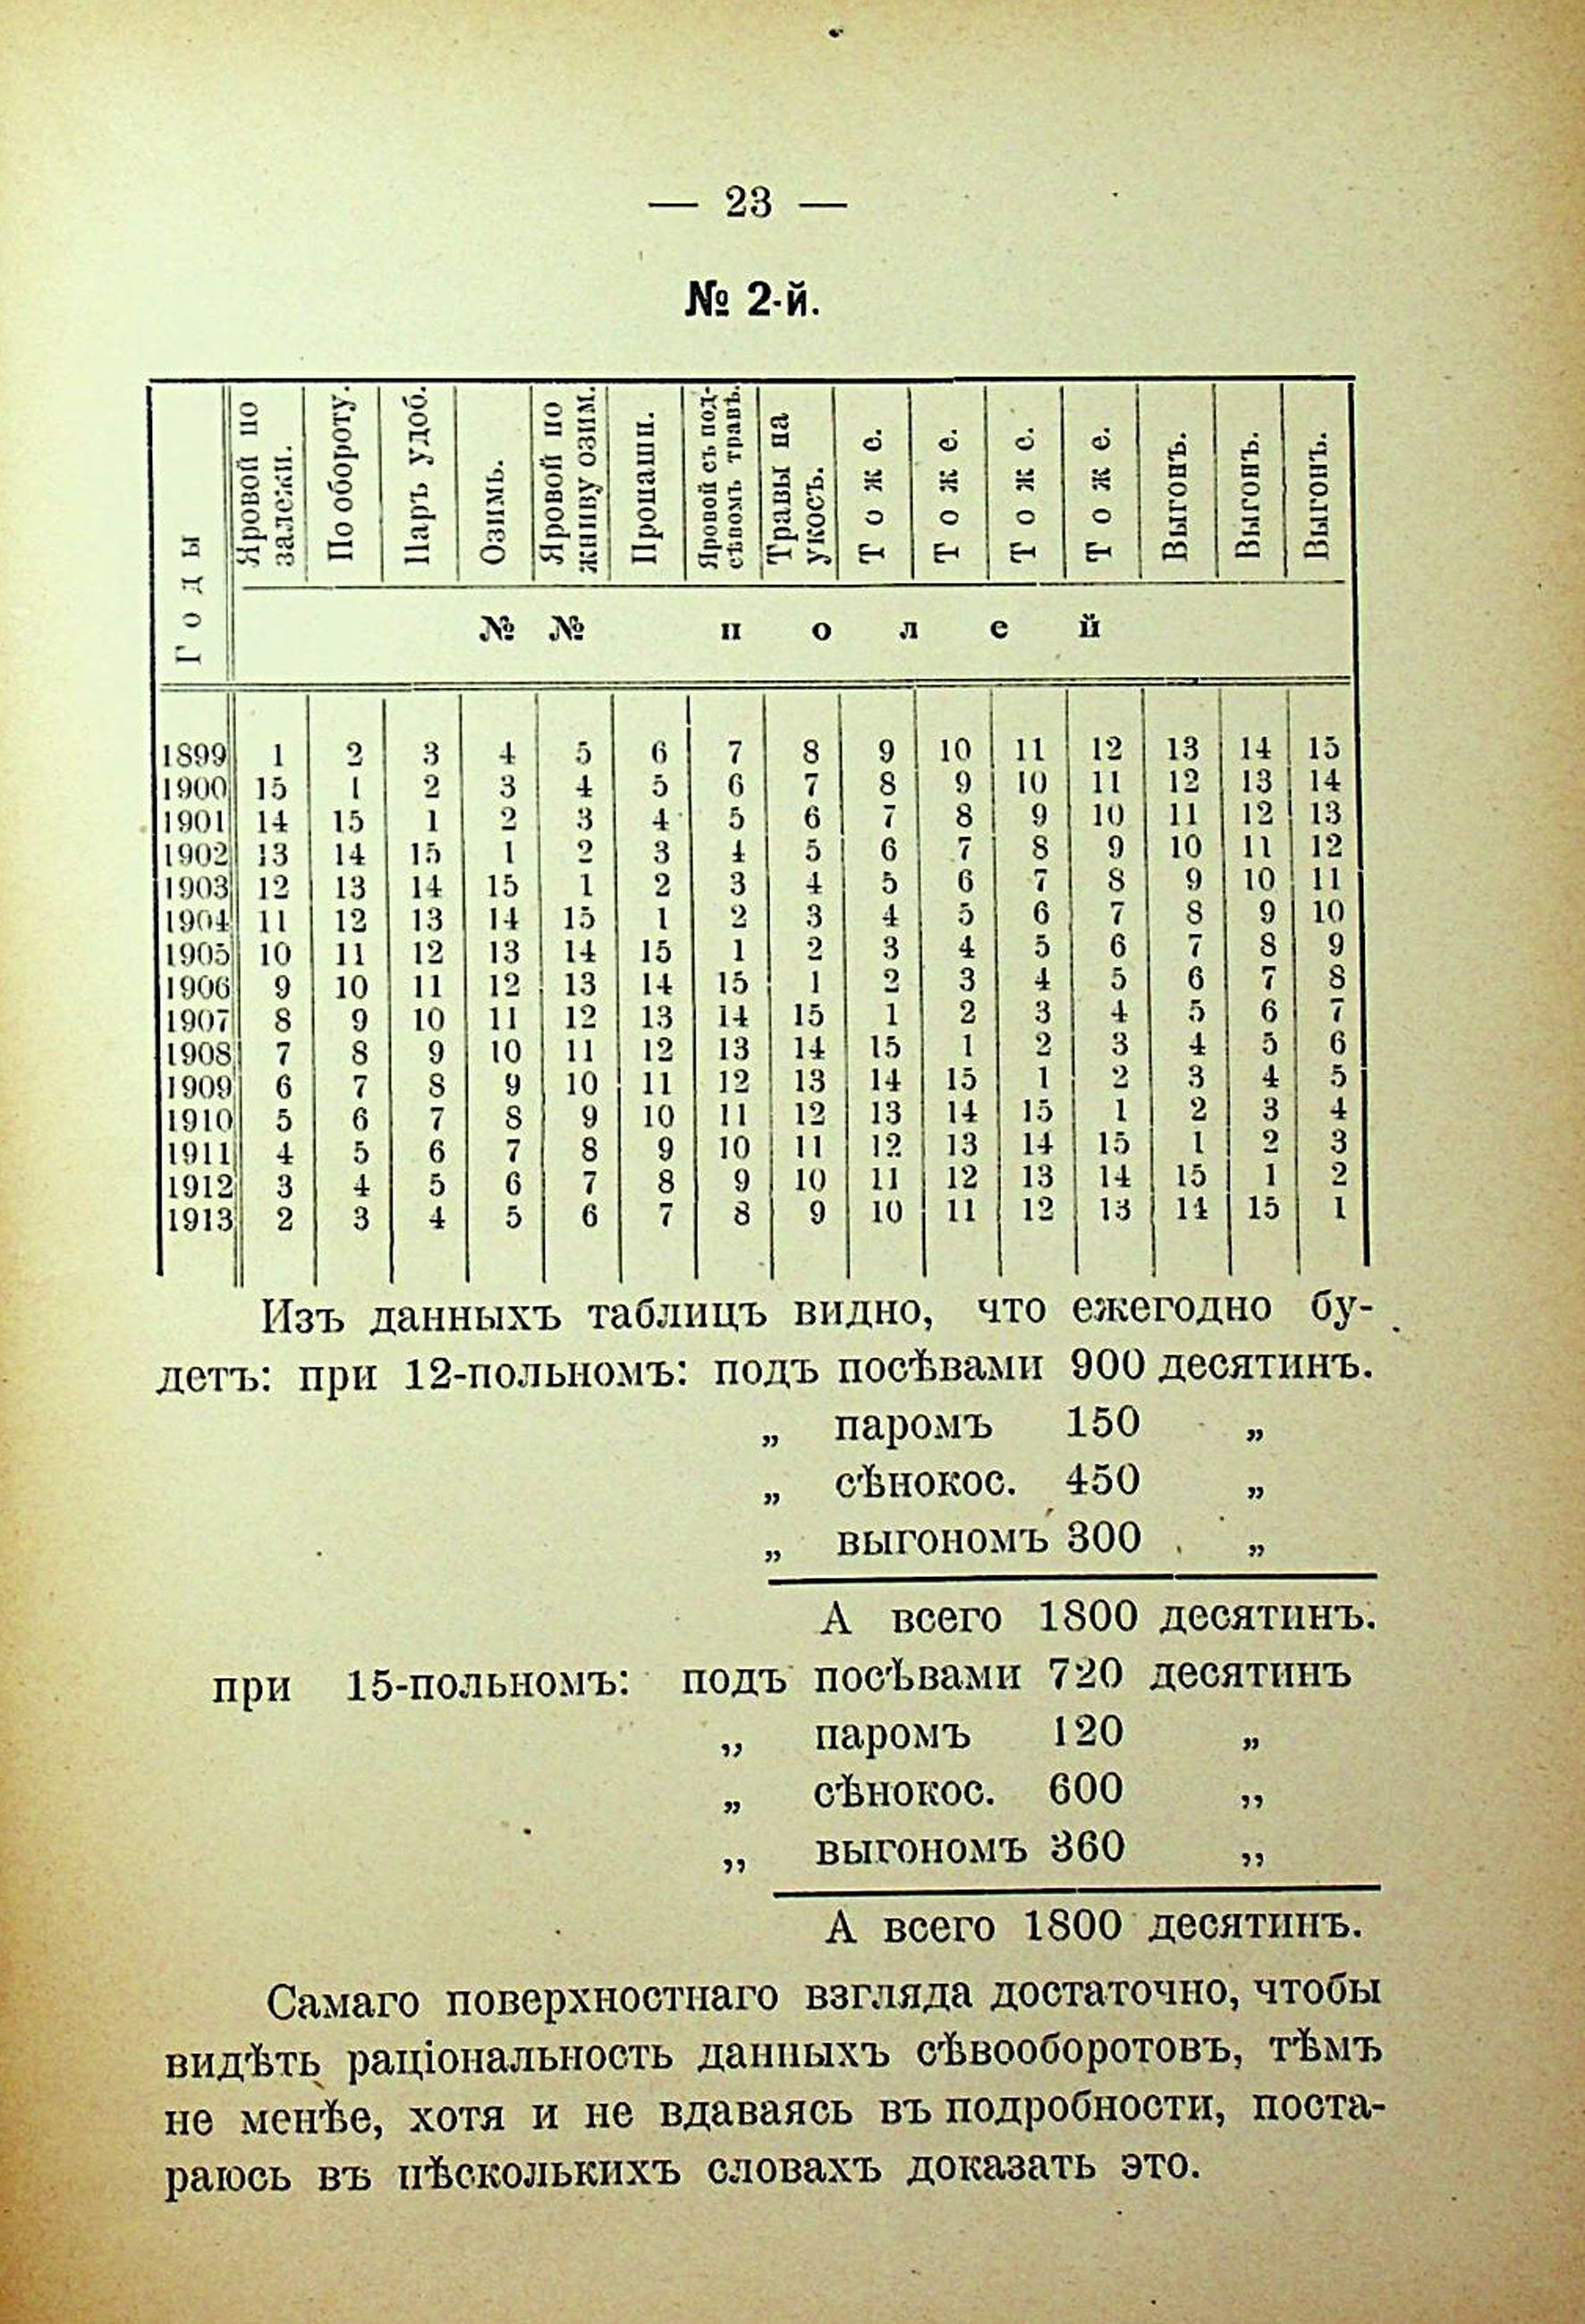 — 23 —
№ 2-й.
Годы
Яровой по залежи.
По обороту.
Паръ удоб.
Озимь.
Яровой по жниву озим.
Пропашн.
Яровой съ подсѣвомъ травъ.
Травы на укосъ.
Тоже.
Тоже.
Тоже.
Тоже.
Выгонъ.
Выгонъ.
Выгонъ.
№ № полей
1899 1 2 3 4 5 6 7 8 9 10 11 12 13 14 15
1900 15 1 2 3 4 5 6 7 8 9 10 11 12 13 14
1901 14 15 1 2 3 4 5 6 7 8 9 10 11 12 13
1902 13 14 15 1 2 3 4 5 6 7 8 9 10 11 12
1903 12 13 14 15 1 2 3 4 5 6 7 8 9 10 11
1904 11 12 13 14 15 1 2 3 4 5 6 7 8 9 10
1905 10 11 12 13 14 15 1 2 3 4 5 6 7 8 9
1906 9 10 11 12 13 14 15 1 2 3 4 5 6 7 8
1907 8 9 10 11 12 13 14 15 1 2 3 4 5 6 7
1908 7 8 9 10 11 12 13 14 15 1 2 3 4 5 6
1909 6 7 8 9 10 11 12 13 14 15 1 2 3 4 5
1910 5 6 7 8 9 10 11 12 13 14 15 1 2 3 4
1911 4 5 6 7 8 9 10 11 12 13 14 15 1 2 3
1912 3 4 5 6 7 8 9 10 11 12 13 14 15 1 2
1913 2 3 4 5 6 7 8 9 10 11 12 13 14 15 1
Изъ данныхъ таблицъ видно, что ежегодно бу-
детъ: при 12-польномъ: подъ посѣвами 900 десятинъ.
„ паромъ 150 „
„ сѣнокос. 450 „
„ выгономъ 300 „
А всего 1800 десятинъ.
при 15-польномъ: подъ посѣвами 720 десятинъ
„ паромъ 120 „
„ сѣнокос. 600 „
„ выгономъ 360 „
А всего 1800 десятинъ.
Самаго поверхностнаго взгляда достаточно, чтобы
видѣть раціональность данныхъ сѣвооборотовъ, тѣмъ
не менѣе, хотя и не вдаваясь въ подробности, поста-
раюсь въ нѣсколькихъ словахъ доказать это.